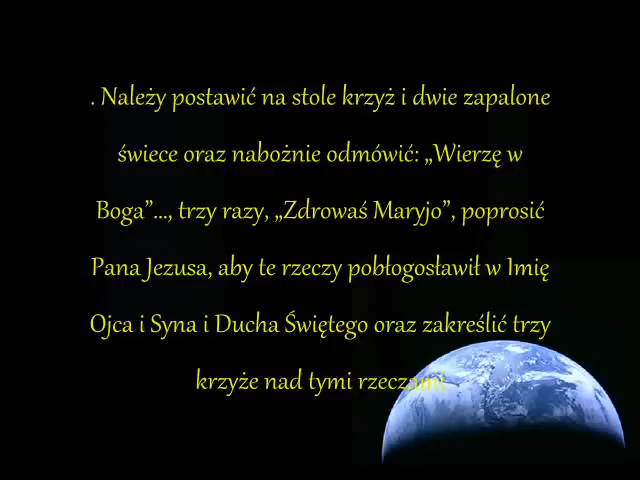 . Należy postawić na stole krzyż i dwie zapalone
świece oraz nabożnie odmówić: „Wierzę w
Boga”..., trzy razy, „Zdrowaś Maryjo”, poprosić
Pana Jezusa, aby te rzeczy pobłogosławił w Imię
Ojca i Syna i Ducha Świętego oraz zakreślić trzy
krzyże nad tymi rzeczami